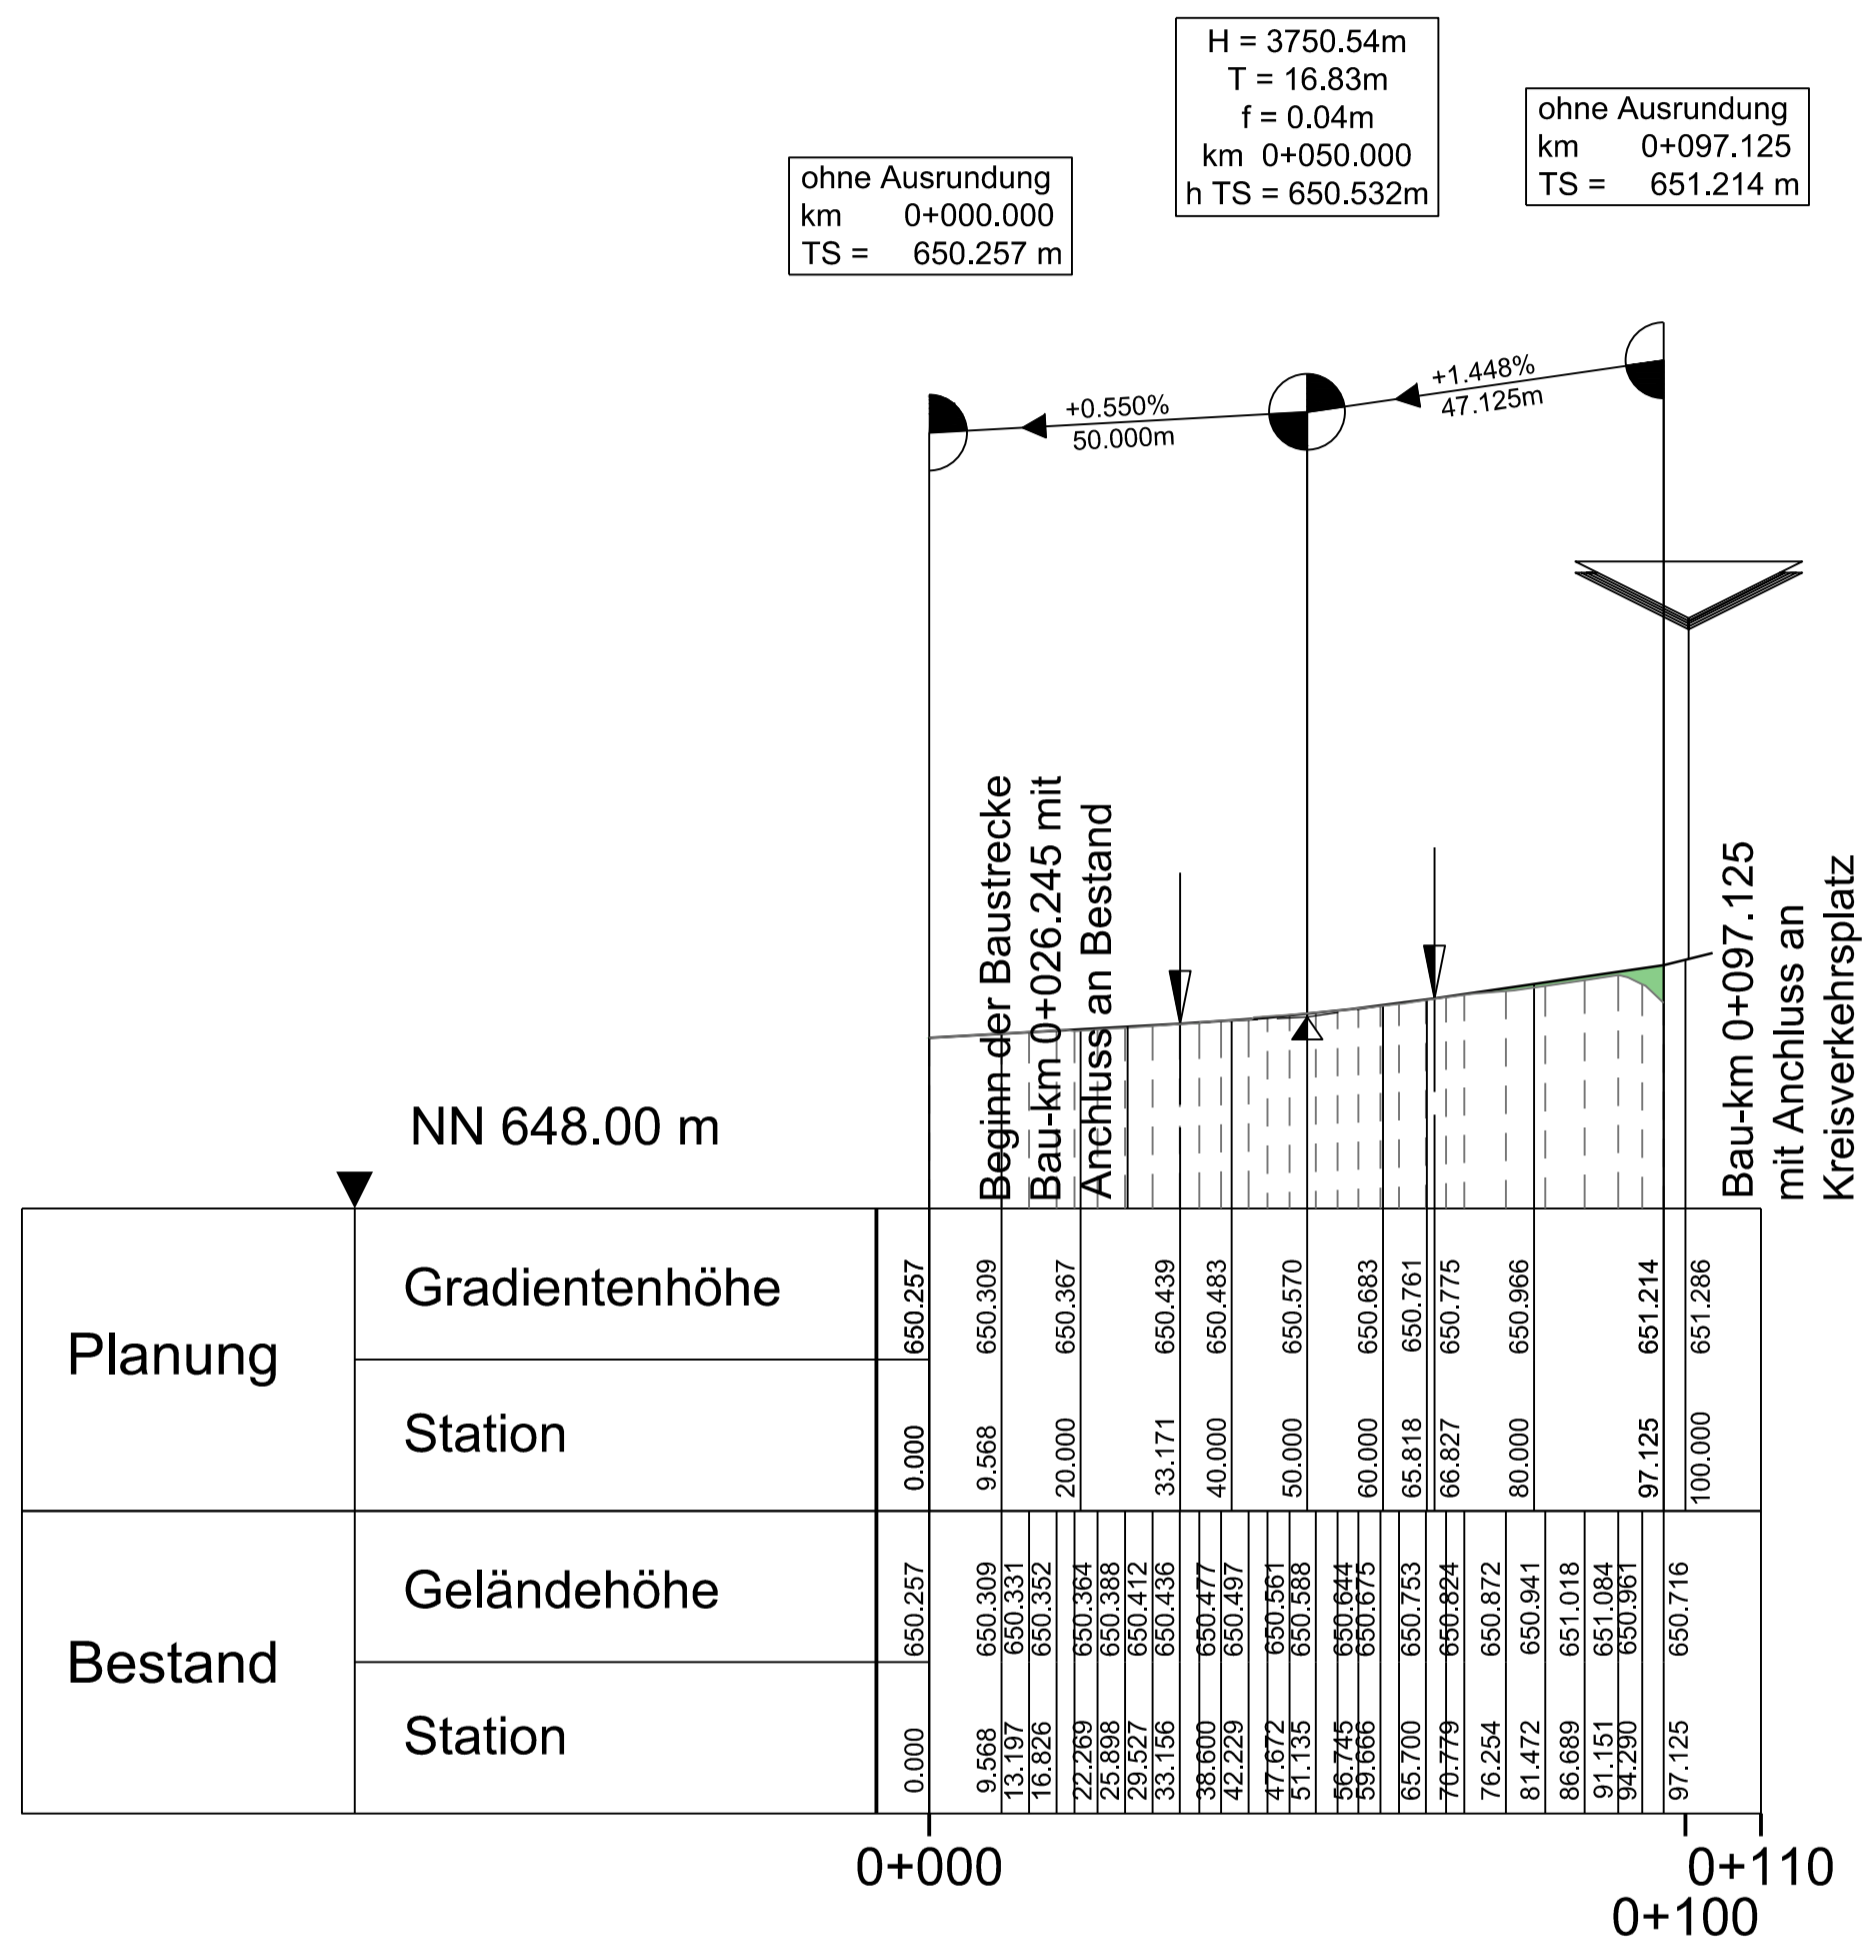 H = 3750.54m
T = 16.83m
f = 0.04m
km 0+050.000
h TS = 650.532m
ohne Ausrundung
km 0+097.125
TS = 651.214 m
ohne Ausrundung
km 0+000.000
TS = 650.257 m
+0.550%
50.000m
+1.448%
47.125m
Beginn der Baustrecke
Bau-km 0+026.245 mit
Anchluss an Bestand
Bau-km 0+097.125
mit Anchluss an
Kreisverkehrsplatz
NN 648.00 m
Planung
Gradientenhöhe
650.257 650.309 650.367 650.439 650.483 650.570 650.683 650.761 650.775 650.966 651.214 651.286
Station
0.000 9.568 20.000 33.171 40.000 50.000 60.000 65.818 66.827 80.000 97.125 100.000
Bestand
Geländehöhe
650.257 650.309 650.331 650.352 650.364 650.388 650.412 650.436 650.477 650.497 650.561 650.588 650.644 650.675 650.753 650.824 650.872 650.941 651.018 651.084 650.961 650.716
Station
0.000 9.568 13.197 16.826 22.269 25.898 29.527 33.156 38.600 42.229 47.672 51.135 56.745 59.666 65.700 70.779 76.254 81.472 86.689 91.151 94.290 97.125
0+000
0+110
0+100